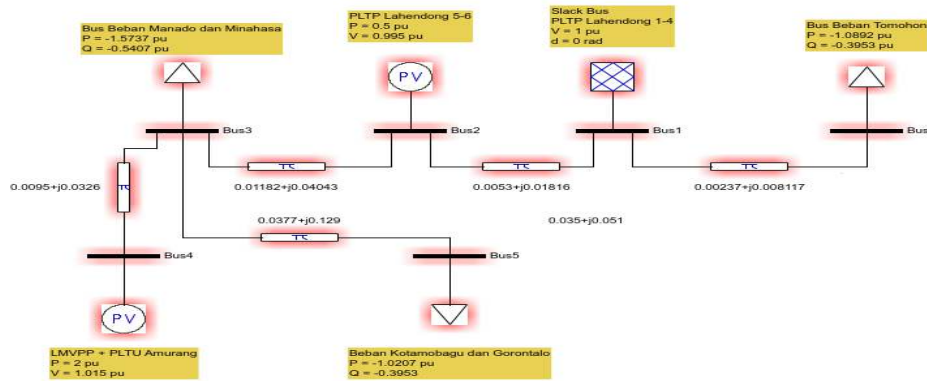 Bus Beban Manado dan Minahasa
P = -1.5737 pu
Q = -0.5407 pu
PLTP Lahendong 5-6
P = 0.5 pu
V = 0.995 pu
Slack Bus
PLTP Lahendong 1-4
V = 1 pu
d = 0 rad
Bus Beban Tomohon
P = -1.0892 pu
Q = -0.3953 pu
PV
Bus3
Bus2
Bus1
Bus
0.0095+j0.0326
0.01182+j0.04043
0.0053+j0.01816
0.00237+j0.008117
0.0377+j0.129
0.035+j0.051
Bus4
Bus5
PV
LMVPP + PLTU Amurang
P = 2 pu
V = 1.015 pu
Beban Kotamobagu dan Gorontalo
P = -1.0207 pu
Q = -0.3953